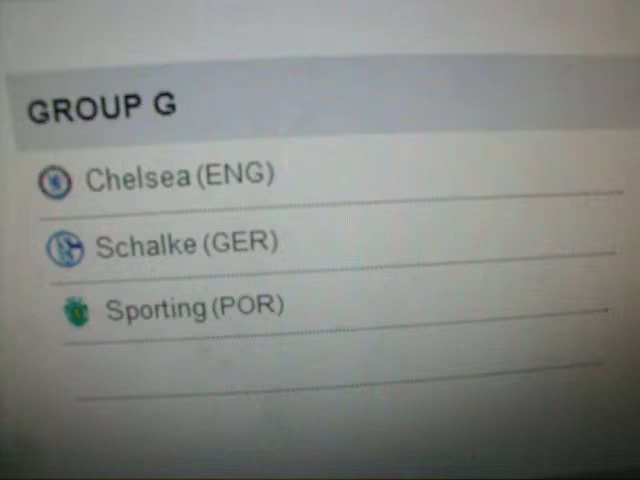 GROUP G
Chelsea (ENG)
Schalke (GER)
Sporting (POR)